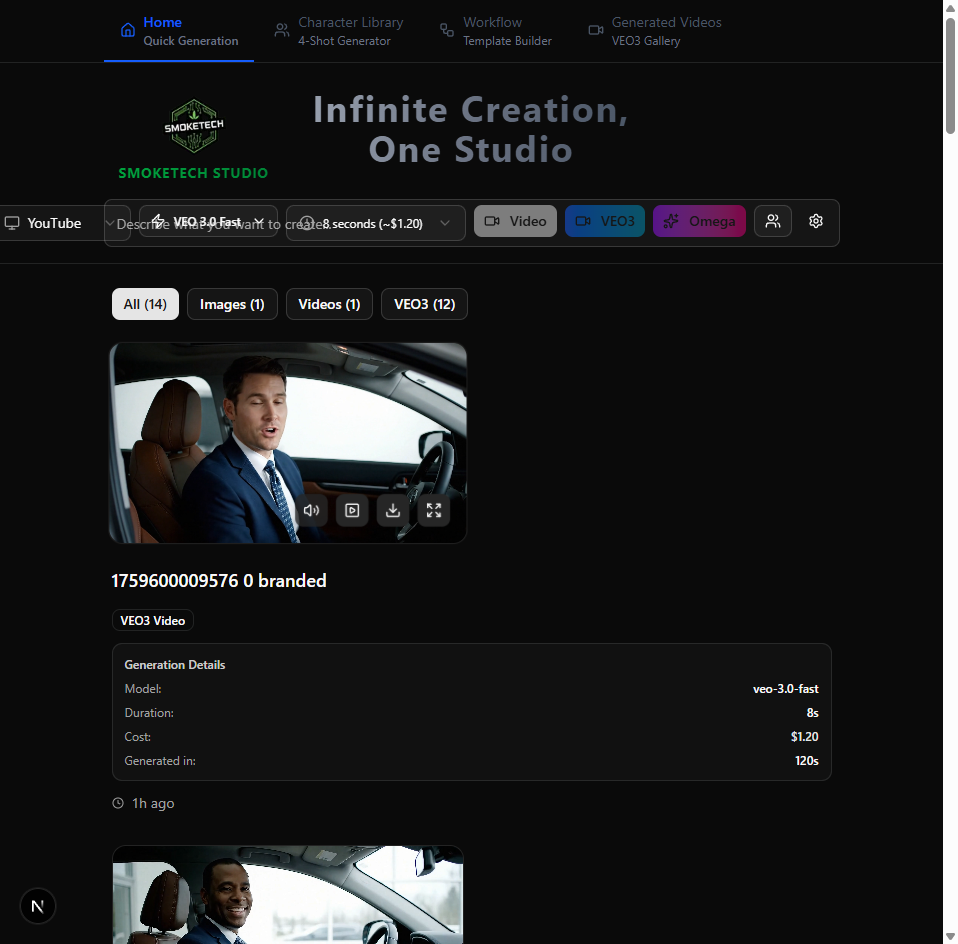 Home
Quick Generation
Character Library
4-Shot Generator
Workflow
Template Builder
Generated Videos
VEO3 Gallery
SMOKETECH
SMOKETECH STUDIO
Infinite Creation,
One Studio
YouTube
VEO 3.0 Fast
Describe what you want to create...
8 seconds (~$1.20)
Video
VEO3
Omega
All (14)
Images (1)
Videos (1)
VEO3 (12)
1759600009576 0 branded
VEO3 Video
Generation Details
Model: veo-3.0-fast
Duration: 8s
Cost: $1.20
Generated in: 120s
1h ago
N